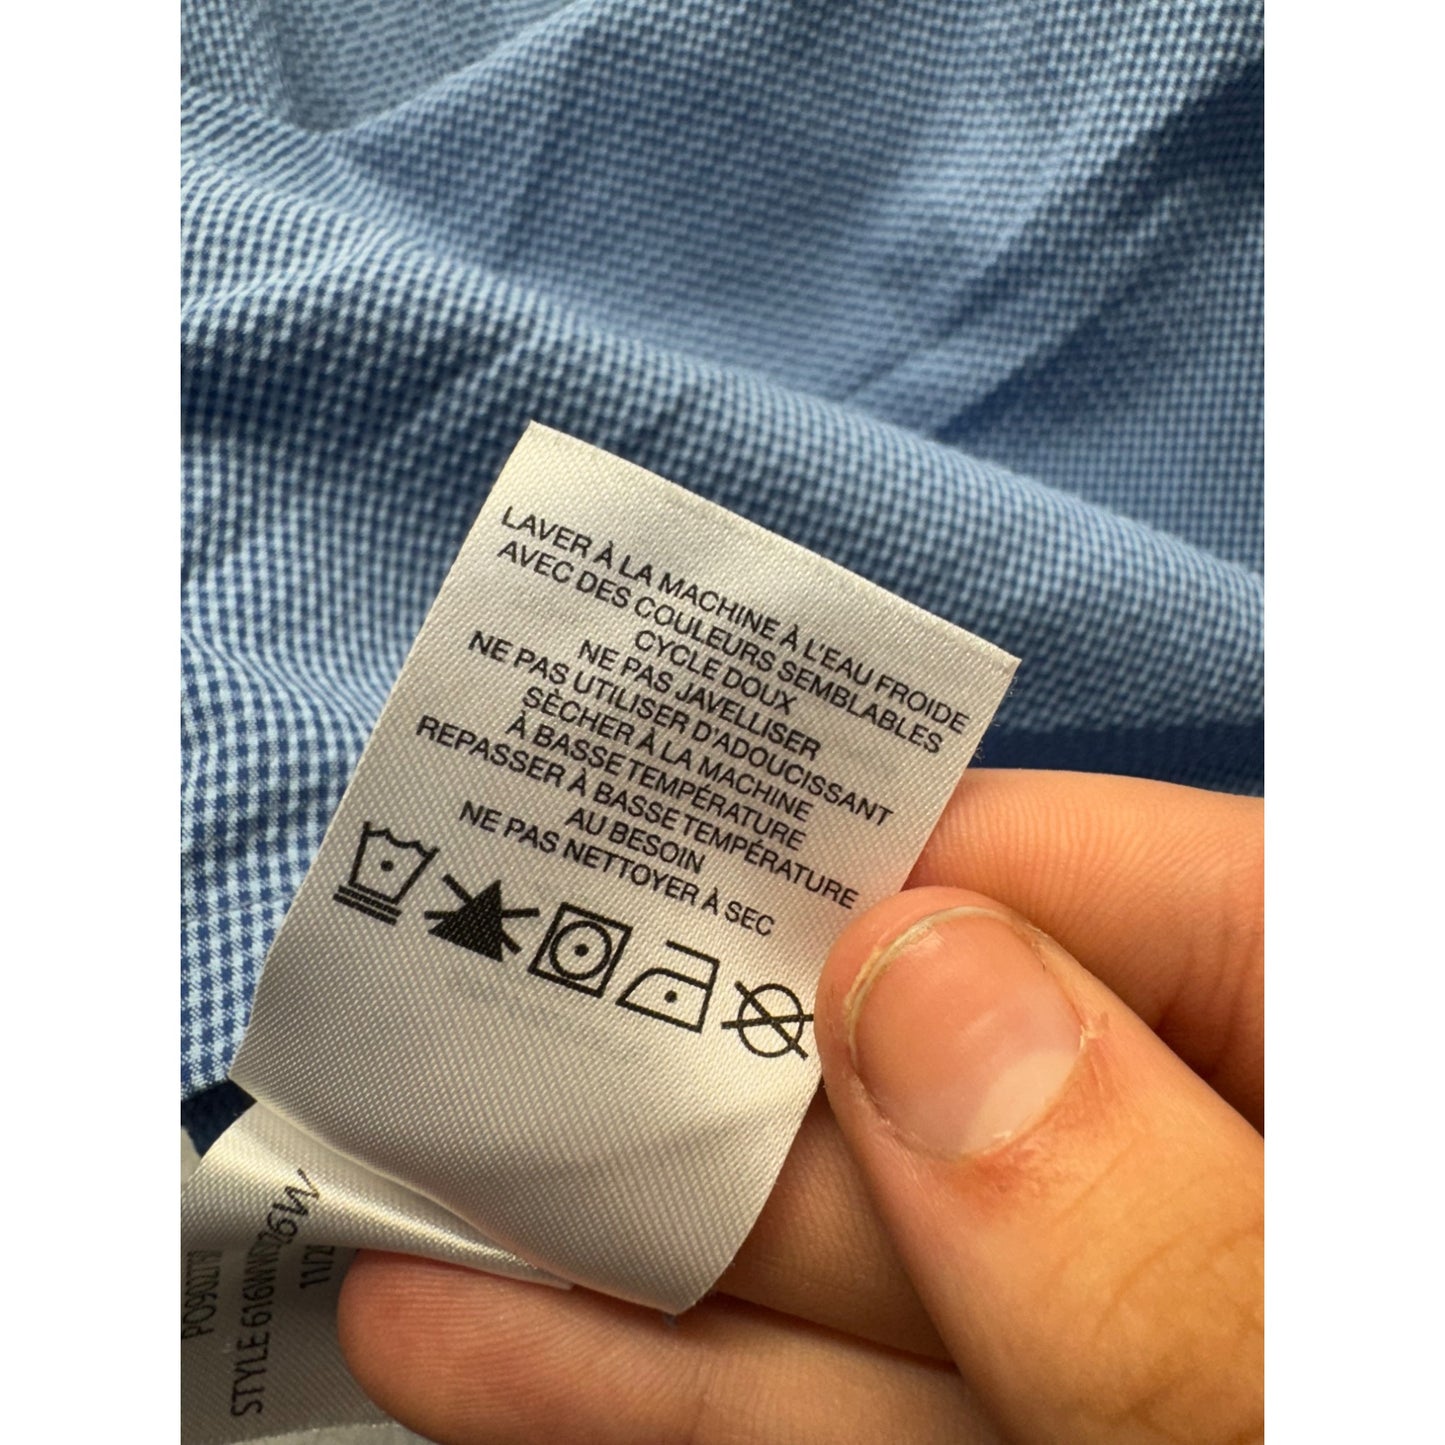 LAVER À LA MACHINE À L'EAU FROIDE
AVEC DES COULEURS SEMBLABLES
CYCLE DOUX
NE PAS JAVELLISER
NE PAS UTILISER D'ADOUCISSANT
SÈCHER À LA MACHINE
À BASSE TEMPÉRATURE
REPASSER À BASSE TEMPÉRATURE
AU BESOIN
NE PAS NETTOYER À SEC
STYLE